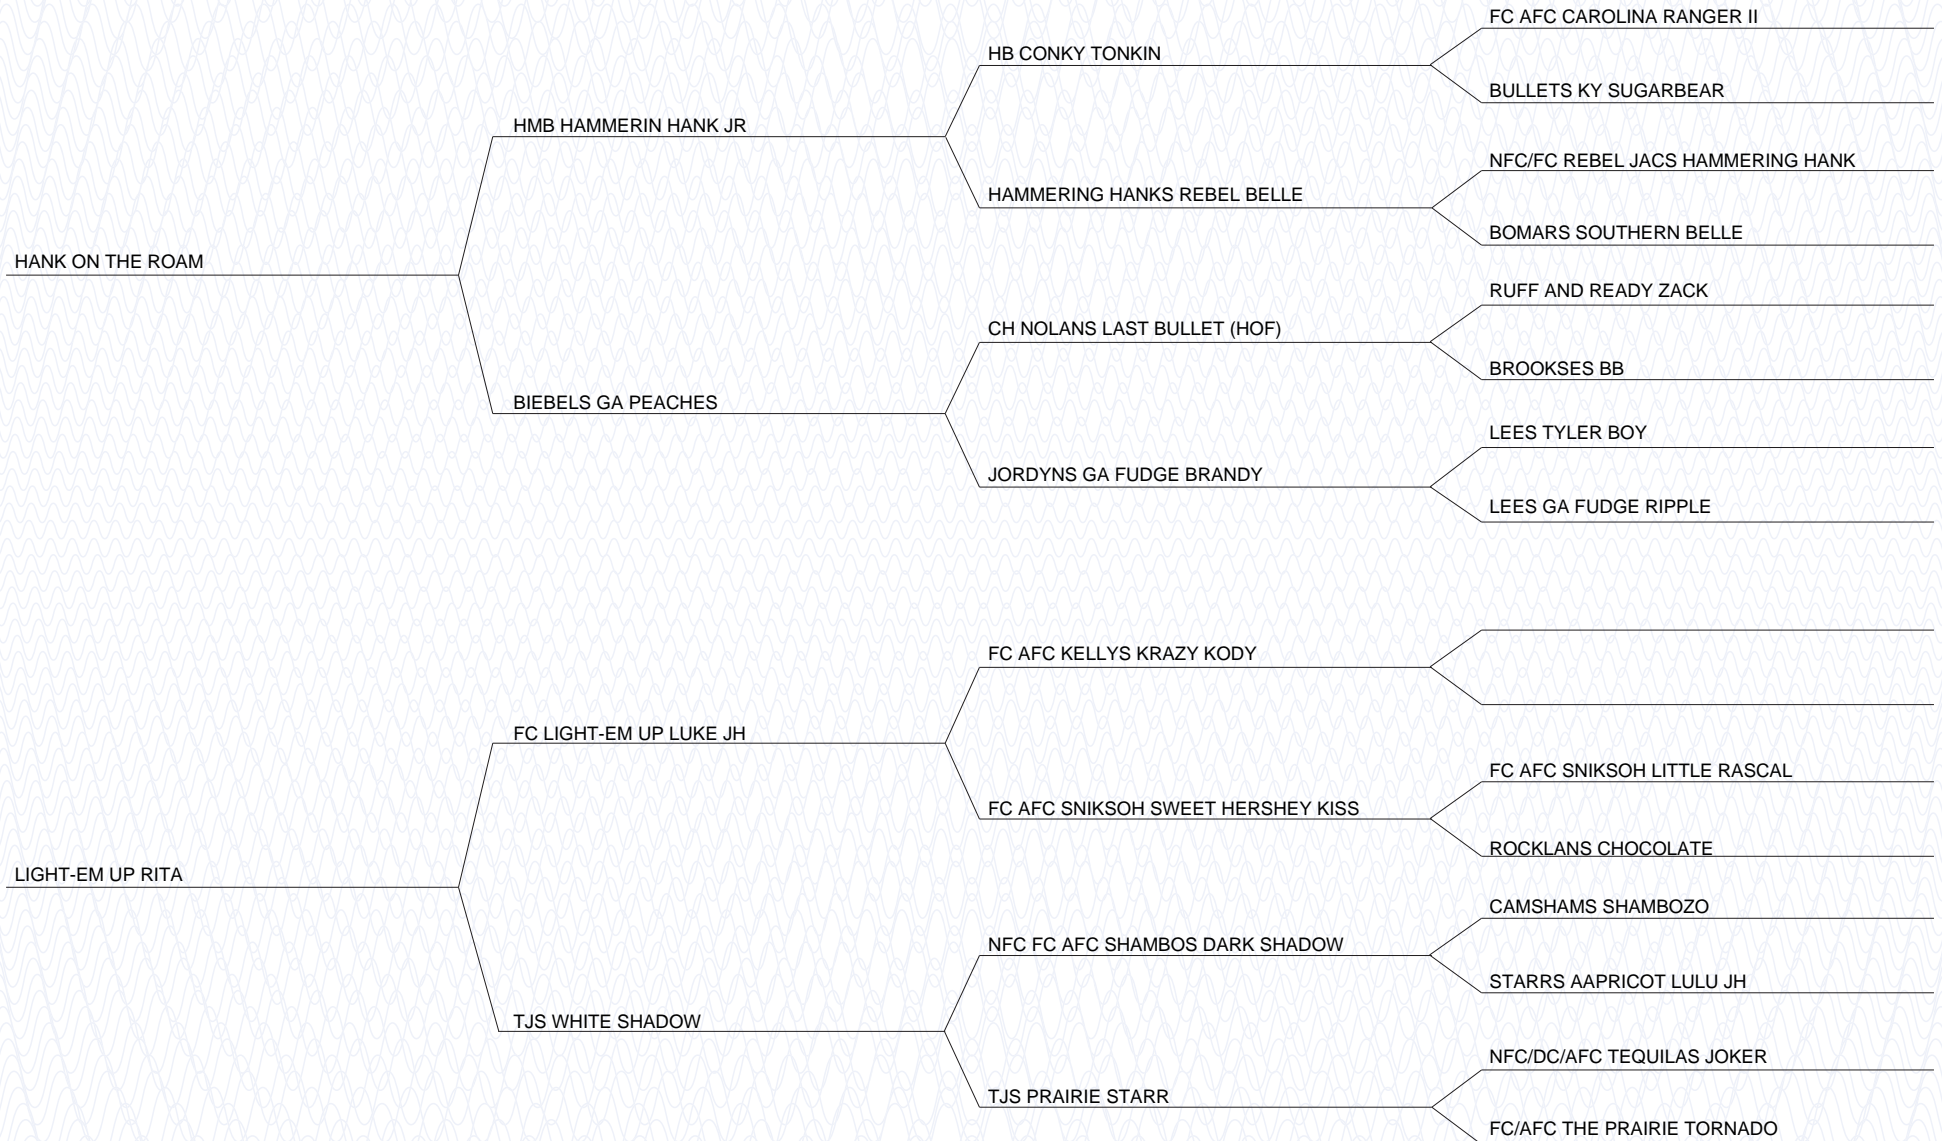 FC AFC CAROLINA RANGER II
HB CONKY TONKIN
BULLETS KY SUGARBEAR
HMB HAMMERIN HANK JR
NFC/FC REBEL JACS HAMMERING HANK
HAMMERING HANKS REBEL BELLE
BOMARS SOUTHERN BELLE
HANK ON THE ROAM
RUFF AND READY ZACK
CH NOLANS LAST BULLET (HOF)
BROOKSES BB
BIEBELS GA PEACHES
LEES TYLER BOY
JORDYNS GA FUDGE BRANDY
LEES GA FUDGE RIPPLE
FC AFC KELLYS KRAZY KODY
FC LIGHT-EM UP LUKE JH
FC AFC SNIKSOH LITTLE RASCAL
FC AFC SNIKSOH SWEET HERSHEY KISS
ROCKLANS CHOCOLATE
LIGHT-EM UP RITA
CAMSHAMS SHAMBOZO
NFC FC AFC SHAMBOS DARK SHADOW
STARRS AAPRICOT LULU JH
TJS WHITE SHADOW
NFC/DC/AFC TEQUILAS JOKER
TJS PRAIRIE STARR
FC/AFC THE PRAIRIE TORNADO